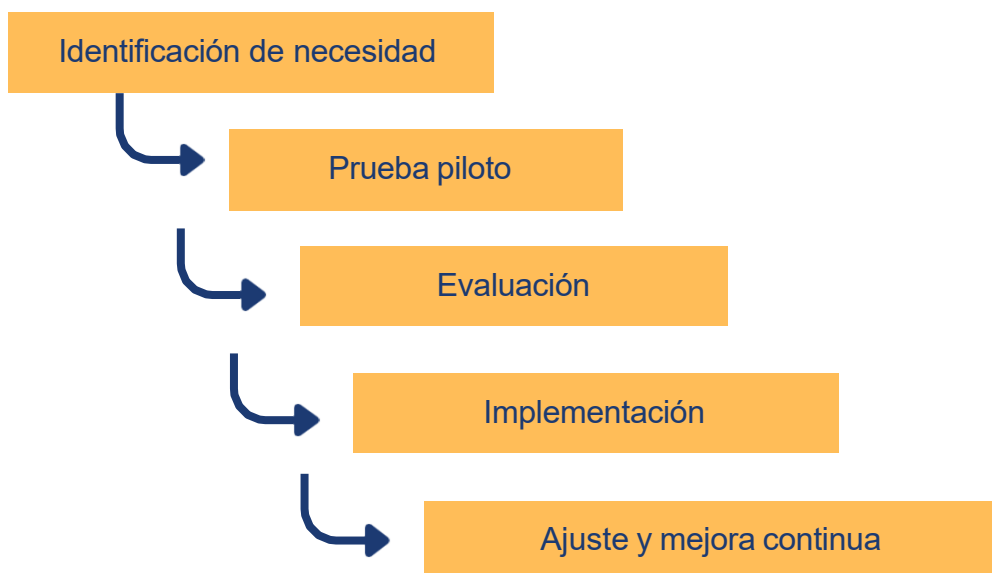 Identificación de necesidad
Prueba piloto
Evaluación
Implementación
Ajuste y mejora continua